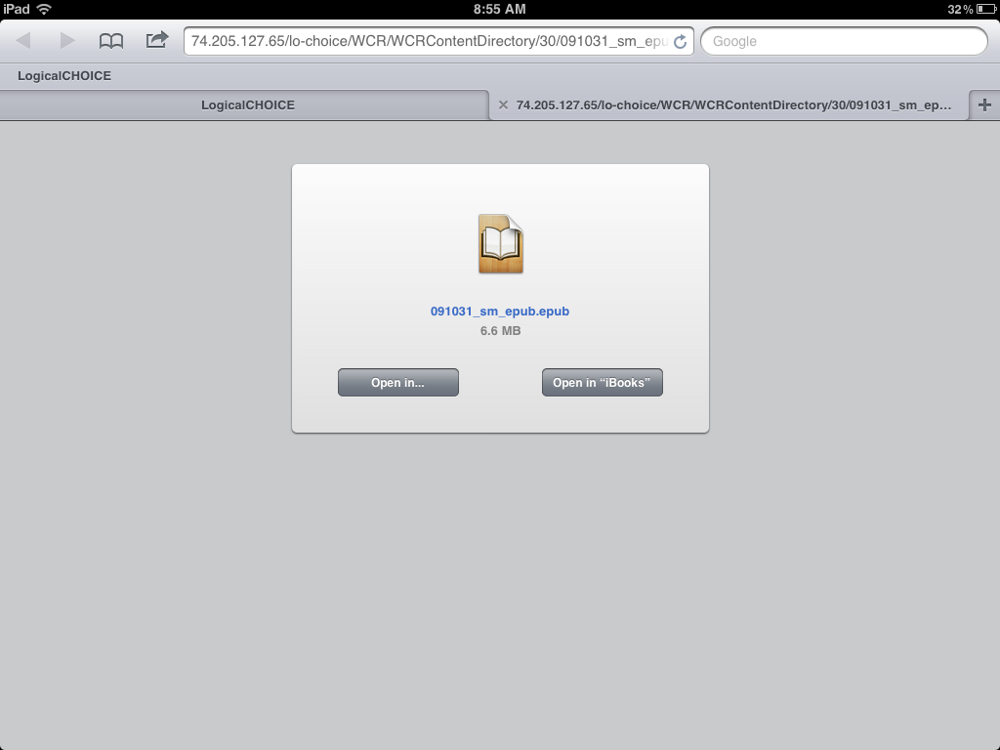 iPad 8:55 AM 32%
74.205.127.65/lo-choice/WCR/WCRContentDirectory/30/091031_sm_epu Google
LogicalCHOICE
LogicalCHOICE 74.205.127.65/lo-choice/WCR/WCRContentDirectory/30/091031_sm_ep...
091031_sm_epub.epub
6.6 MB
Open in... Open in “iBooks”